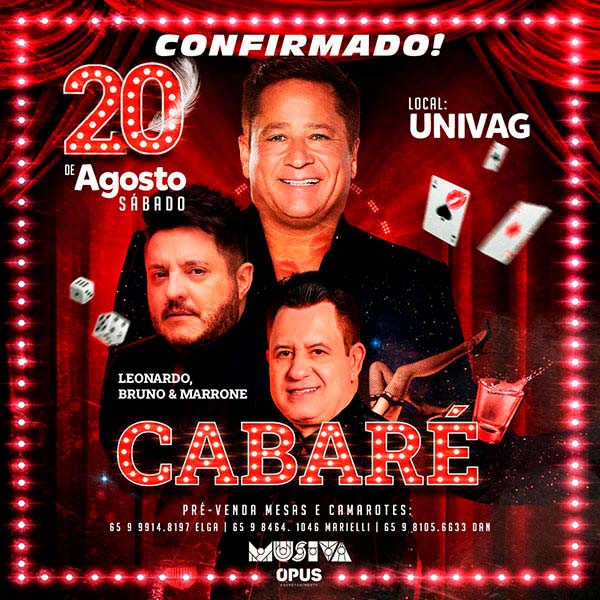 CONFIRMADO!
20
DE Agosto
SÁBADO
LOCAL:
UNIVAG
LEONARDO,
BRUNO & MARRONE
CABARÉ
PRÉ-VENDA MESAS E CAMAROTES:
65 9 9914.8197 ELGA | 65 9 8464. 1046 MARIELLI | 65 9 8105.6633 DAN
MUSIVA
OPUS
ENTRETENIMENTO